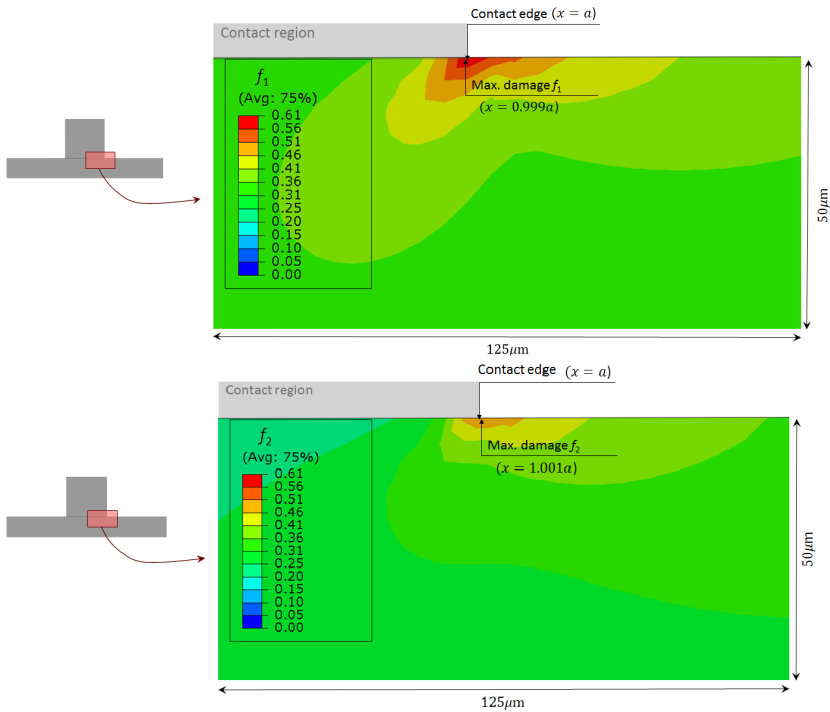 Contact edge (x = a)
Contact region
f₁
(Avg: 75%)
0.61
0.56
0.51
0.46
0.41
0.36
0.31
0.25
0.20
0.15
0.10
0.05
0.00
Max. damage f₁
(x = 0.999a)
50μm
125μm
Contact edge (x = a)
Contact region
f₂
(Avg: 75%)
0.61
0.56
0.51
0.46
0.41
0.36
0.31
0.25
0.20
0.15
0.10
0.05
0.00
Max. damage f₂
(x = 1.001a)
50μm
125μm